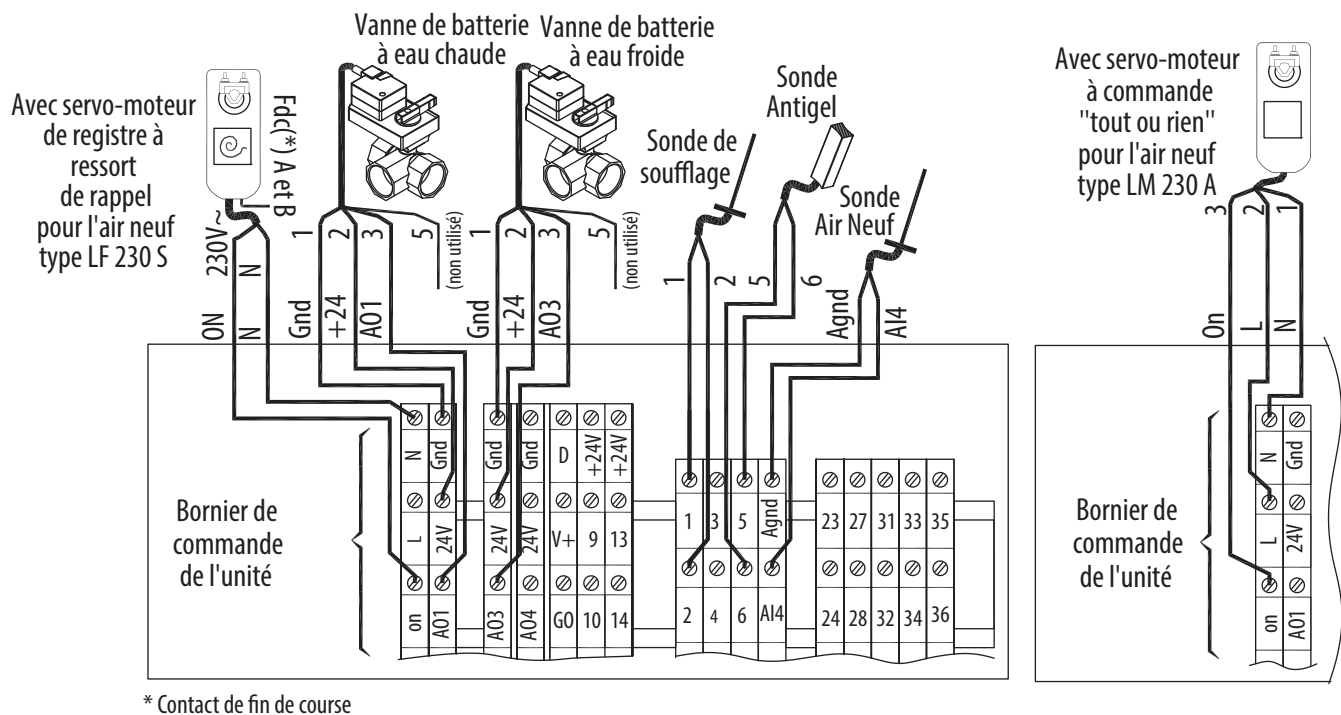 Avec servo-moteur
de registre à
ressort
de rappel
pour l'air neuf
type LF 230 S
Fdc(*) A et B
Vanne de batterie
à eau chaude
Vanne de batterie
à eau froide
Sonde de
soufflage
Sonde
Antigel
Sonde
Air Neuf
Avec servo-moteur
à commande
"tout ou rien"
pour l'air neuf
type LM 230 A
230V~
N
1
2
3
5
(non utilisé)
1
2
3
5
(non utilisé)
1
2
5
6
3
2
1
ON
N
Gnd
+24
AO1
Gnd
+24
AO3
Agnd
AI4
On
L
N
Bornier de
commande
de l'unité
N
Gnd
Gnd
Gnd
D
+24V
+24V
L
24V
24V
24V
V+
9
13
on
AO1
AO3
AO4
G0
10
14
1
3
5
Agnd
2
4
6
AI4
23
27
31
33
35
24
28
32
34
36
Bornier de
commande
de l'unité
N
Gnd
L
24V
on
AO1
* Contact de fin de course